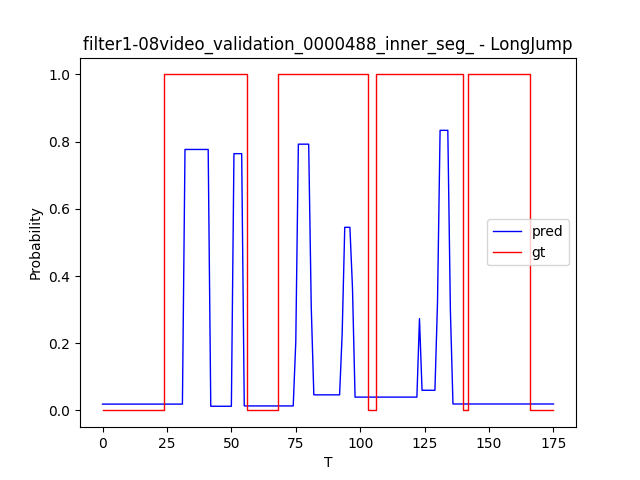 filter1-08video_validation_0000488_inner_seg_ - LongJump
1.0
0.8
0.6
0.4
0.2
0.0
Probability
pred
gt
0 25 50 75 100 125 150 175
T